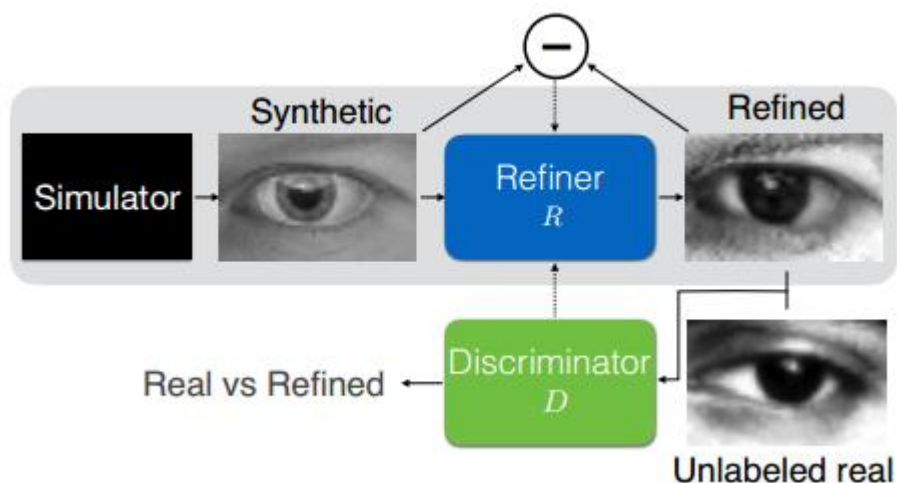 −
Synthetic
Refined
Simulator
Refiner
R
Discriminator
D
Real vs Refined
Unlabeled real